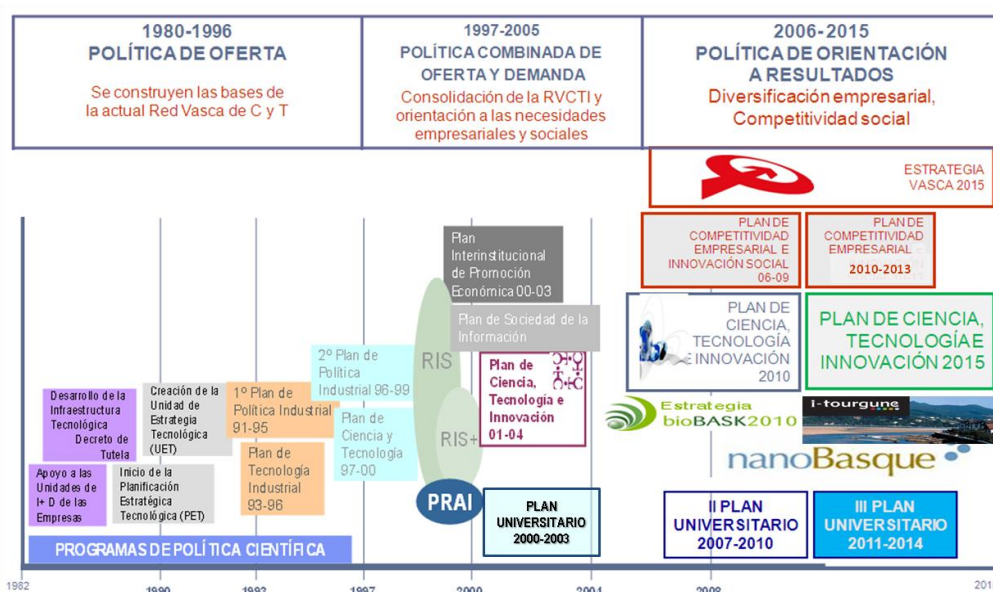 1980-1996
POLÍTICA DE OFERTA
Se construyen las bases de
la actual Red Vasca de C y T
1997-2005
POLÍTICA COMBINADA DE
OFERTA Y DEMANDA
Consolidación de la RVCTI y
orientación a las necesidades
empresariales y sociales
2006-2015
POLÍTICA DE ORIENTACIÓN
A RESULTADOS
Diversificación empresarial,
Competitividad social
ESTRATEGIA
VASCA 2015
PLAN DE
COMPETITIVIDAD
EMPRESARIAL E
INNOVACIÓN SOCIAL
06-09
PLAN DE
COMPETITIVIDAD
EMPRESARIAL
2010-2013
Plan
Interinstitucional
de Promoción
Económica 00-03
Plan de Sociedad de la
Información
PLAN DE
CIENCIA,
TECNOLOGÍA
E INNOVACIÓN
2010
PLAN DE CIENCIA,
TECNOLOGÍA E
INNOVACIÓN 2015
2º Plan de
Política
Industrial 96-99
RIS
Plan de
Ciencia,
Tecnología e
Innovación
01-04
Desarrollo de la
Infraestructura
Tecnológica
Decreto de
Tutela
Creación de la
Unidad de
Estrategia
Tecnológica
(UET)
1º Plan de
Política Industrial
91-95
Plan de
Ciencia y
Tecnología
97-00
RIS+
Estrategia
bioBASK2010
i-tourgune
nanoBasque
Apoyo a las
Unidades de
I+ D de las
Empresas
Inicio de la
Planificación
Estratégica
Tecnológica (PET)
Plan de
Tecnología
Industrial
93-96
PRAI
PLAN
UNIVERSITARIO
2000-2003
II PLAN
UNIVERSITARIO
2007-2010
III PLAN
UNIVERSITARIO
2011-2014
PROGRAMAS DE POLÍTICA CIENTÍFICA
1982
1990
1993
1997
2000
2004
2008